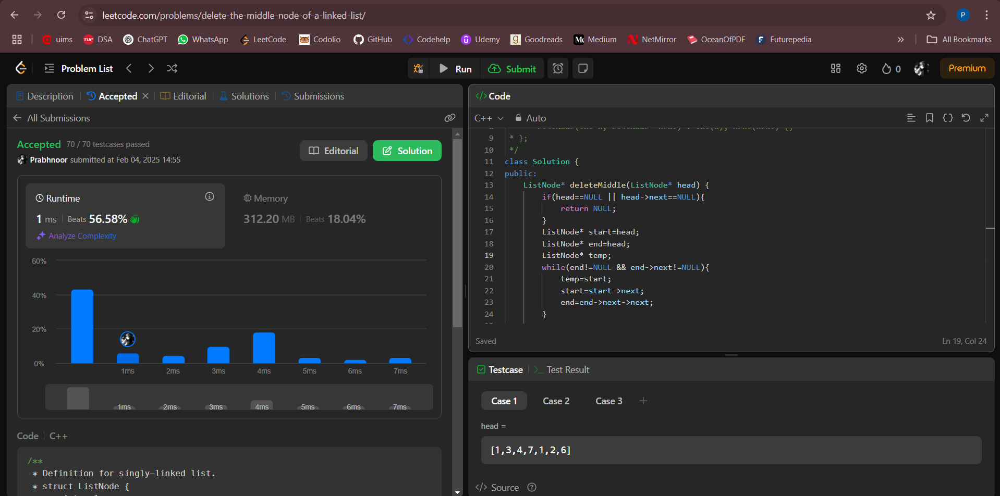 leetcode.com/problems/delete-the-middle-node-of-a-linked-list/
P
uims
TUF DSA
ChatGPT
WhatsApp
LeetCode
Codolio
GitHub
Codehelp
Udemy
Goodreads
Medium
NetMirror
OceanOfPDF
Futurepedia
All Bookmarks
Problem List
Run
Submit
0
Premium
Description
Accepted
Editorial
Solutions
Submissions
All Submissions
Accepted 70 / 70 testcases passed
Prabhnoor submitted at Feb 04, 2025 14:55
Editorial
Solution
Runtime
1 ms Beats 56.58%
Analyze Complexity
Memory
312.20 MB Beats 18.04%
60%
40%
20%
0%
1ms 2ms 3ms 4ms 5ms 6ms 7ms
1ms 2ms 3ms 4ms 5ms 6ms 7ms
Code C++
/**
* Definition for singly-linked list.
* struct ListNode {
</> Code
C++ Auto
9 * };
10 */
11 class Solution {
12 public:
13 ListNode* deleteMiddle(ListNode* head) {
14 if(head==NULL || head->next==NULL){
15 return NULL;
16 }
17 ListNode* start=head;
18 ListNode* end=head;
19 ListNode* temp;
20 while(end!=NULL && end->next!=NULL){
21 temp=start;
22 start=start->next;
23 end=end->next->next;
24 }
Saved
Ln 19, Col 24
Testcase
Test Result
Case 1 Case 2 Case 3 +
head =
[1,3,4,7,1,2,6]
</> Source